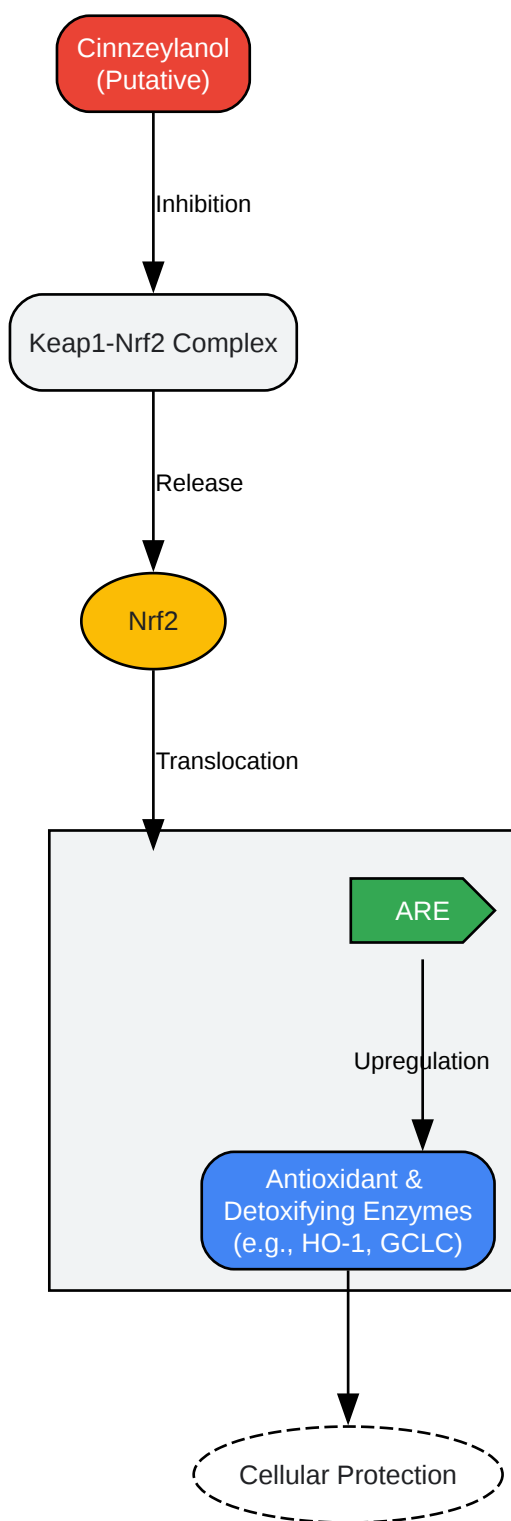 Cinnzeylanol
(Putative)
Inhibition
Keap1-Nrf2 Complex
Release
Nrf2
Translocation
ARE
Upregulation
Antioxidant &
Detoxifying Enzymes
(e.g., HO-1, GCLC)
Cellular Protection